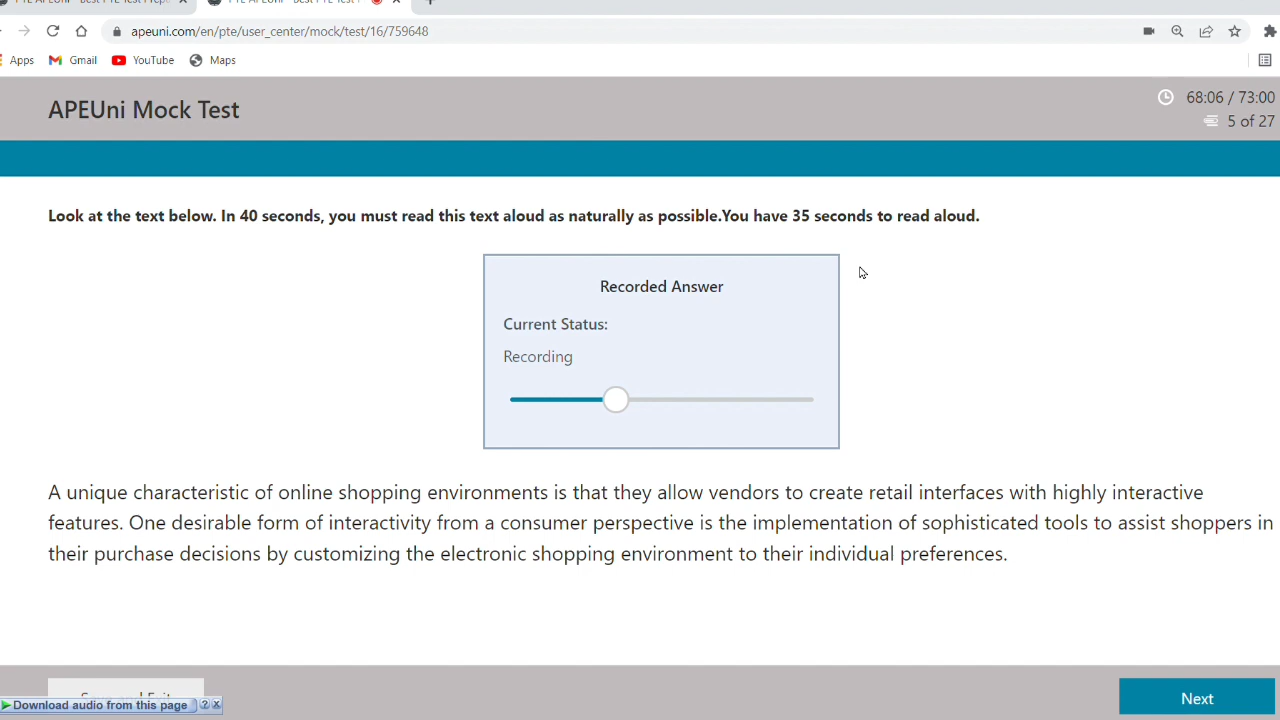 apeuni.com/en/pte/user_center/mock/test/16/759648
Apps Gmail YouTube Maps
APEUni Mock Test
68:06 / 73:00
5 of 27
Look at the text below. In 40 seconds, you must read this text aloud as naturally as possible.You have 35 seconds to read aloud.
Recorded Answer
Current Status:
Recording
A unique characteristic of online shopping environments is that they allow vendors to create retail interfaces with highly interactive
features. One desirable form of interactivity from a consumer perspective is the implementation of sophisticated tools to assist shoppers in
their purchase decisions by customizing the electronic shopping environment to their individual preferences.
Save and Exit
Next
Download audio from this page ? x